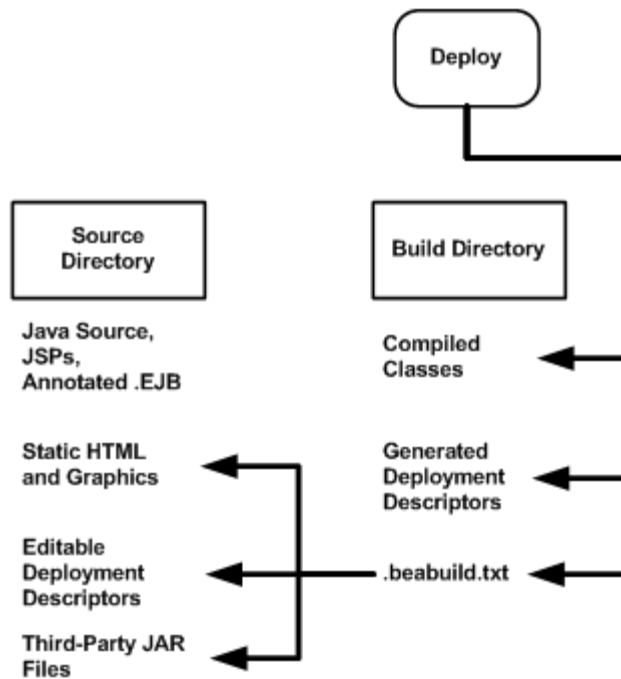 Deploy
Source
Directory
Build Directory
Java Source,
JSPs,
Annotated .EJB
Compiled
Classes
Static HTML
and Graphics
Generated
Deployment
Descriptors
Editable
Deployment
Descriptors
.beabuild.txt
Third-Party JAR
Files